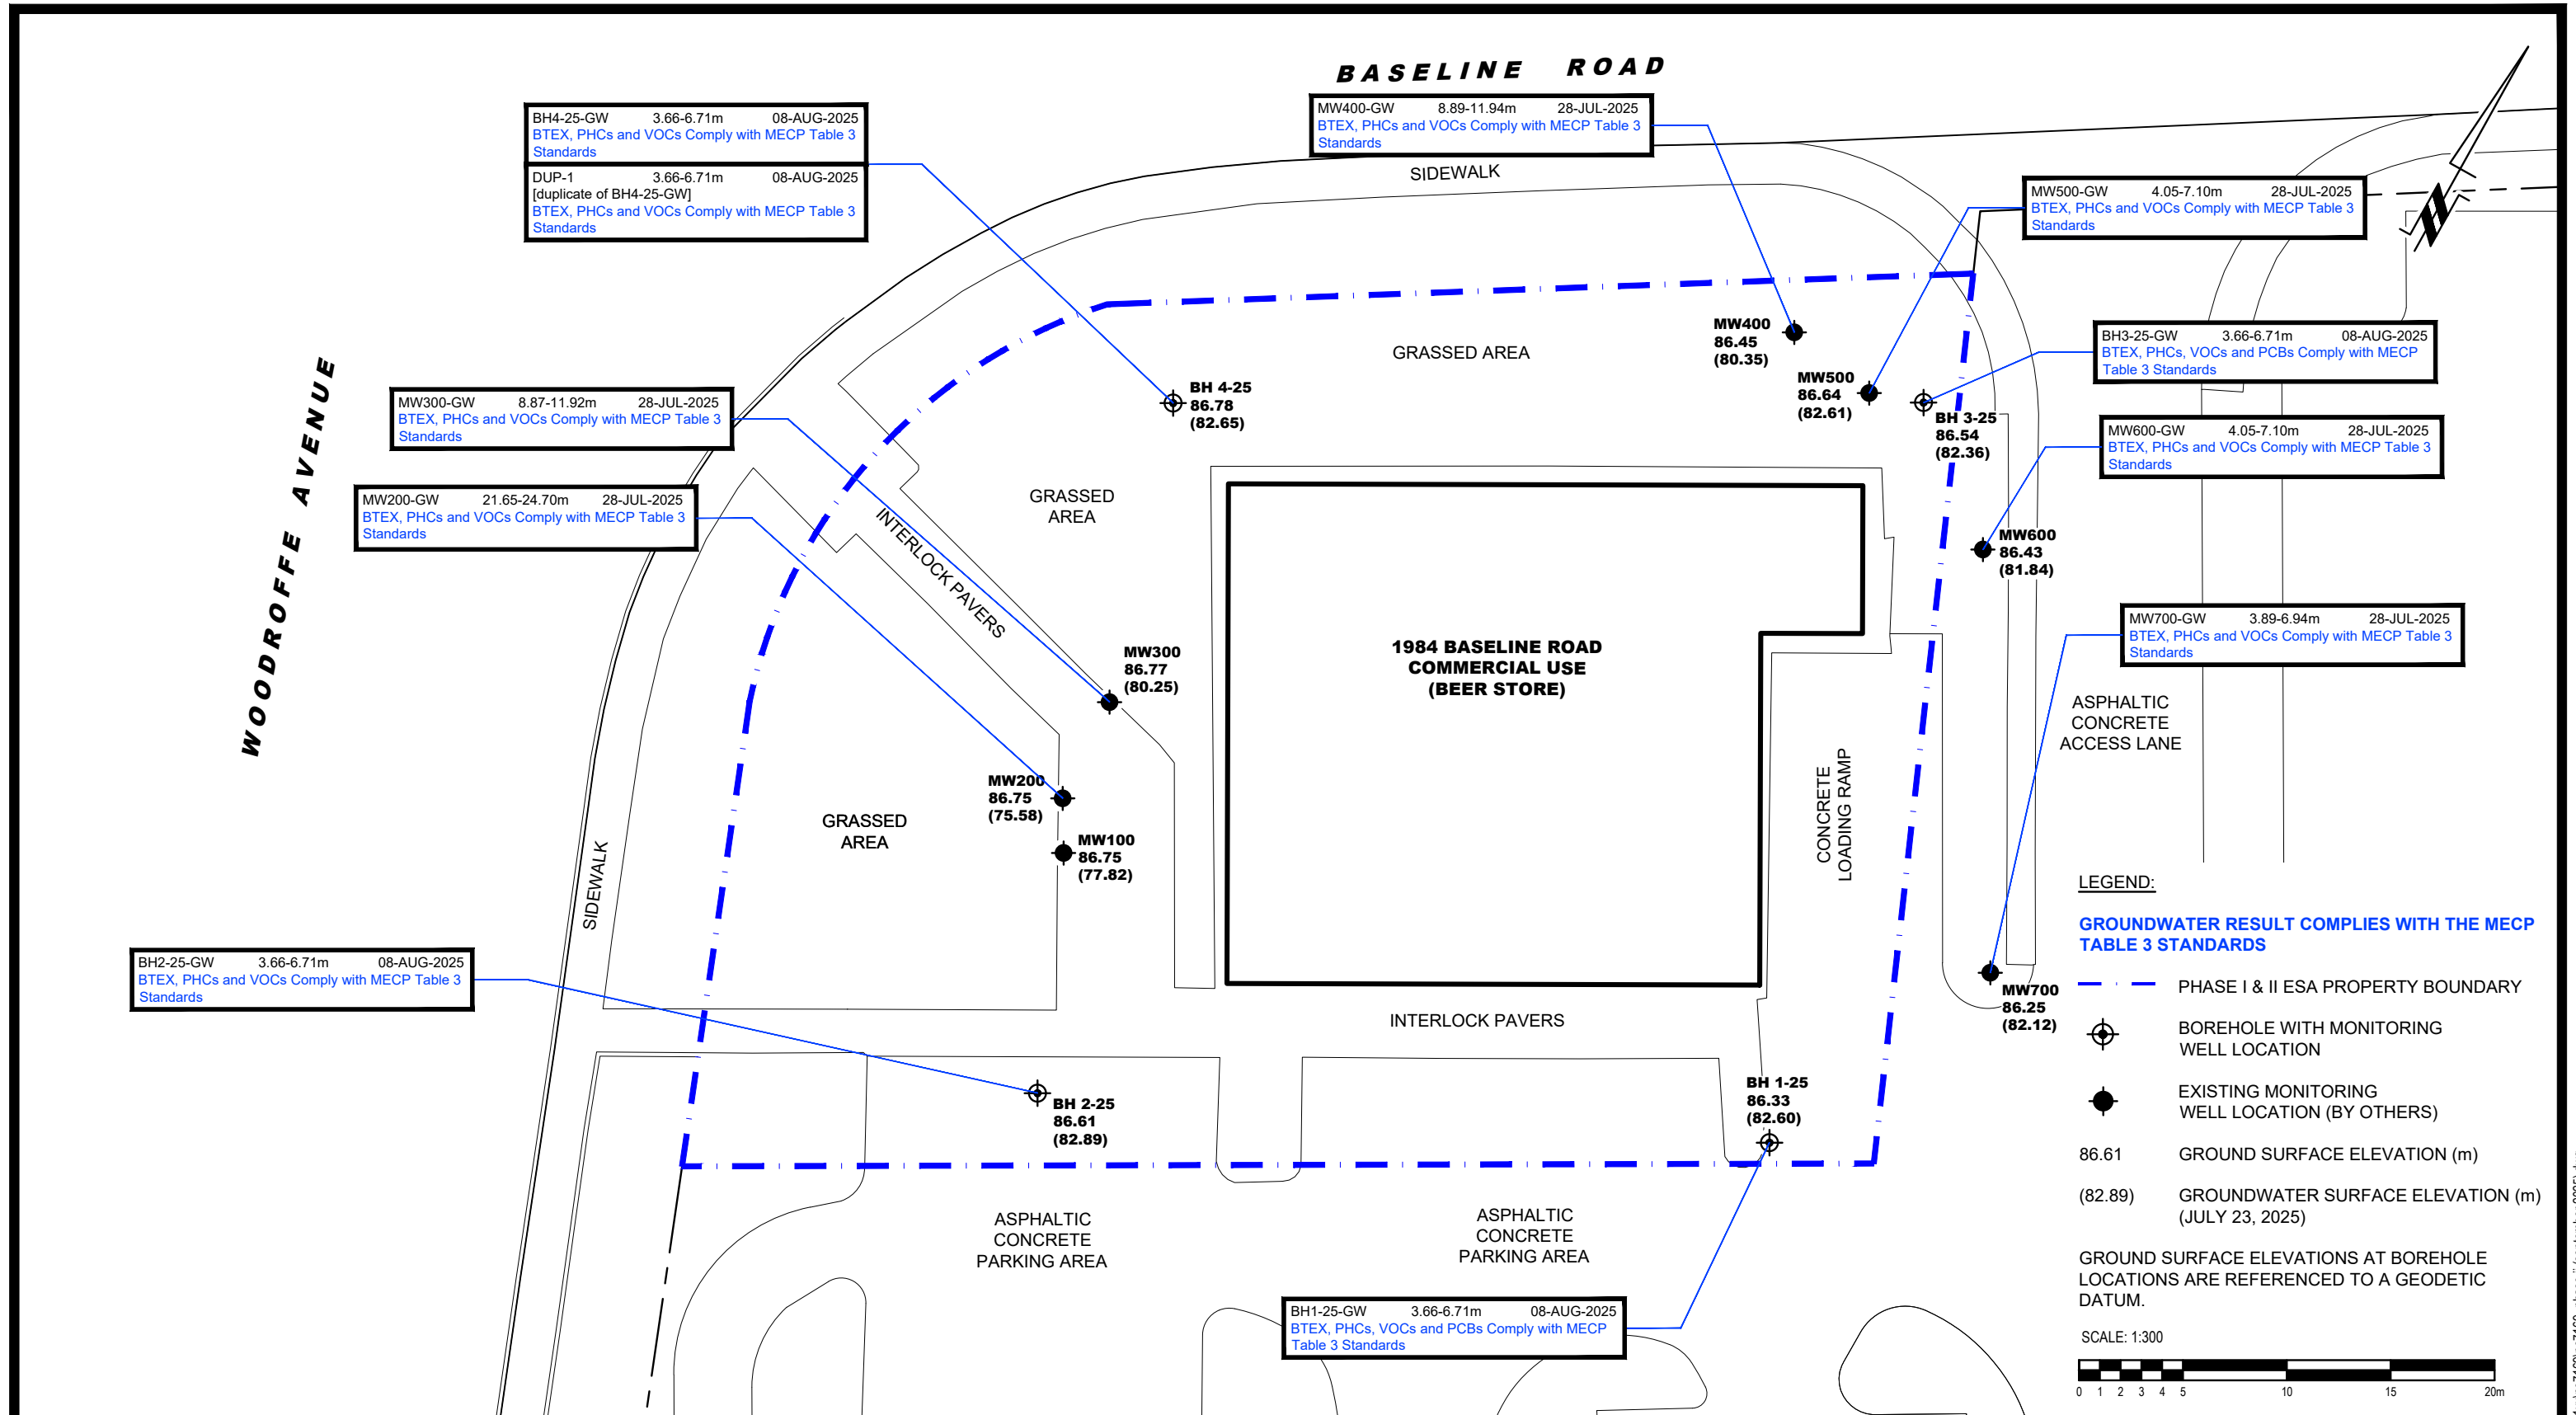 BASELINE ROAD
BH4-25-GW 3.66-6.71m 08-AUG-2025
BTEX, PHCs and VOCs Comply with MECP Table 3
Standards
DUP-1 3.66-6.71m 08-AUG-2025
[duplicate of BH4-25-GW]
BTEX, PHCs and VOCs Comply with MECP Table 3
Standards
MW400-GW 8.89-11.94m 28-JUL-2025
BTEX, PHCs and VOCs Comply with MECP Table 3
Standards
SIDEWALK
MW500-GW 4.05-7.10m 28-JUL-2025
BTEX, PHCs and VOCs Comply with MECP Table 3
Standards
N
BH3-25-GW 3.66-6.71m 08-AUG-2025
BTEX, PHCs, VOCs and PCBs Comply with MECP
Table 3 Standards
MW400
86.45
(80.35)
GRASSED AREA
MW500
86.64
(82.61)
BH 4-25
86.78
(82.65)
BH 3-25
86.54
(82.36)
WOODROFFE AVENUE
MW300-GW 8.87-11.92m 28-JUL-2025
BTEX, PHCs and VOCs Comply with MECP Table 3
Standards
MW600-GW 4.05-7.10m 28-JUL-2025
BTEX, PHCs and VOCs Comply with MECP Table 3
Standards
MW200-GW 21.65-24.70m 28-JUL-2025
BTEX, PHCs and VOCs Comply with MECP Table 3
Standards
GRASSED
AREA
INTERLOCK PAVERS
MW600
86.43
(81.84)
MW700-GW 3.89-6.94m 28-JUL-2025
BTEX, PHCs and VOCs Comply with MECP Table 3
Standards
1984 BASELINE ROAD
COMMERCIAL USE
(BEER STORE)
MW300
86.77
(80.25)
ASPHALTIC
CONCRETE
ACCESS LANE
MW200
86.75
(75.58)
CONCRETE
LOADING RAMP
GRASSED
AREA
MW100
86.75
(77.82)
SIDEWALK
BH2-25-GW 3.66-6.71m 08-AUG-2025
BTEX, PHCs and VOCs Comply with MECP Table 3
Standards
MW700
86.25
(82.12)
INTERLOCK PAVERS
BH 2-25
86.61
(82.89)
BH 1-25
86.33
(82.60)
ASPHALTIC
CONCRETE
PARKING AREA
ASPHALTIC
CONCRETE
PARKING AREA
BH1-25-GW 3.66-6.71m 08-AUG-2025
BTEX, PHCs, VOCs and PCBs Comply with MECP
Table 3 Standards
LEGEND:
GROUNDWATER RESULT COMPLIES WITH THE MECP
TABLE 3 STANDARDS
PHASE I & II ESA PROPERTY BOUNDARY
BOREHOLE WITH MONITORING
WELL LOCATION
EXISTING MONITORING
WELL LOCATION (BY OTHERS)
86.61 GROUND SURFACE ELEVATION (m)
(82.89) GROUNDWATER SURFACE ELEVATION (m)
(JULY 23, 2025)
GROUND SURFACE ELEVATIONS AT BOREHOLE
LOCATIONS ARE REFERENCED TO A GEODETIC
DATUM.
SCALE: 1:300
0 1 2 3 4 5 10 15 20m